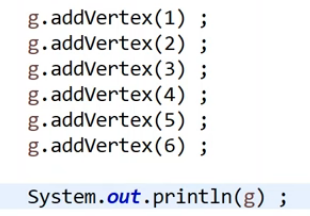 g.addVertex(1) ;
g.addVertex(2) ;
g.addVertex(3) ;
g.addVertex(4) ;
g.addVertex(5) ;
g.addVertex(6) ;
System.out.println(g) ;